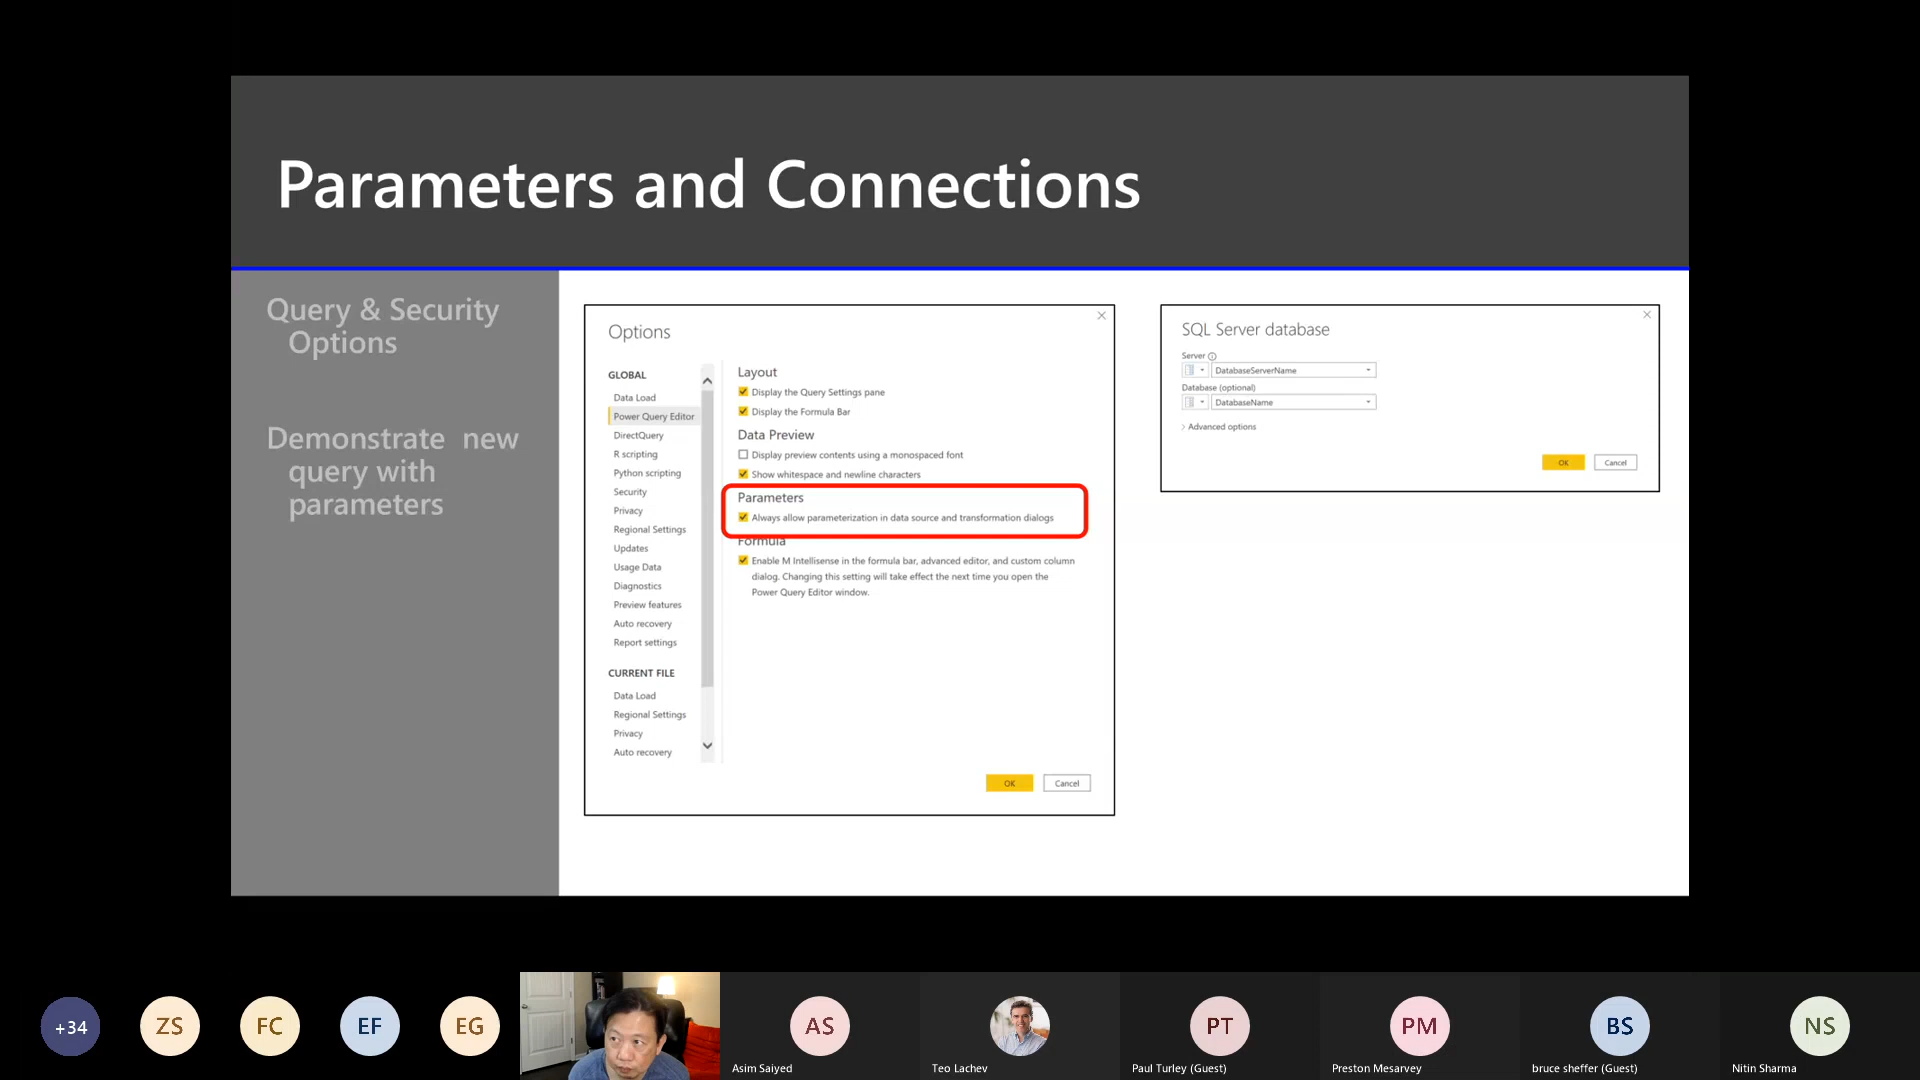 Parameters and Connections
Query & Security
Options
Demonstrate new
query with
parameters
Options
GLOBAL
Data Load
Power Query Editor
DirectQuery
R scripting
Python scripting
Security
Privacy
Regional Settings
Updates
Usage Data
Diagnostics
Preview features
Auto recovery
Report settings
CURRENT FILE
Data Load
Regional Settings
Privacy
Auto recovery
Layout
Display the Query Settings pane
Display the Formula Bar
Data Preview
Display preview contents using a monospaced font
Show whitespace and newline characters
Parameters
Always allow parameterization in data source and transformation dialogs
Formula
Enable M Intellisense in the formula bar, advanced editor, and custom column
dialog. Changing this setting will take effect the next time you open the
Power Query Editor window.
OK Cancel
SQL Server database
Server
DatabaseServerName
Database (optional)
DatabaseName
Advanced options
OK Cancel
+34 ZS FC EF EG AS PT PM BS NS
Asim Saiyed Teo Lachev Paul Turley (Guest) Preston Mesarvey bruce sheffer (Guest) Nitin Sharma